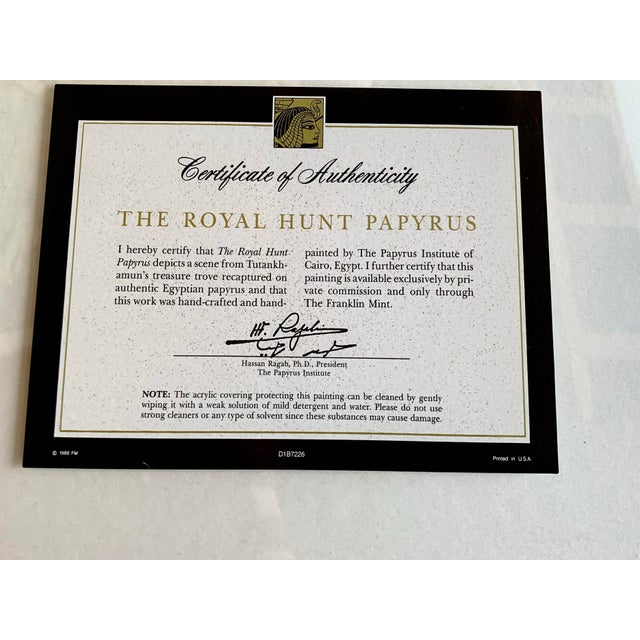 Certificate of Authenticity
THE ROYAL HUNT PAPYRUS
I hereby certify that The Royal Hunt
Papyrus depicts a scene from Tutankh-
amun's treasure trove recaptured on
authentic Egyptian papyrus and that
this work was hand-crafted and hand-
painted by The Papyrus Institute of
Cairo, Egypt. I further certify that this
painting is available exclusively by pri-
vate commission and only through
The Franklin Mint.
Hassan Ragab, Ph.D., President
The Papyrus Institute
NOTE: The acrylic covering protecting this painting can be cleaned by gently
wiping it with a weak solution of mild detergent and water. Please do not use
strong cleaners or any type of solvent since these substances may cause damage.
© 1986 FM
D1B7226
Printed in U.S.A.